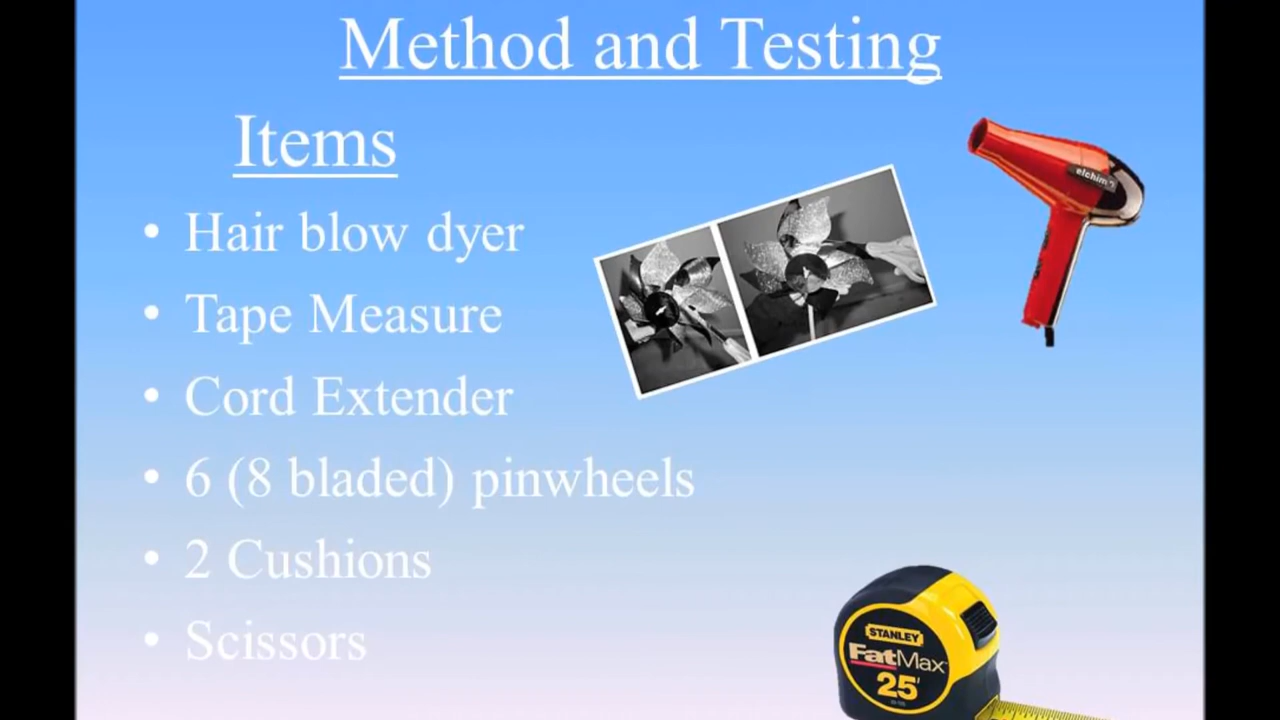 Method and Testing
Items
• Hair blow dyer
• Tape Measure
• Cord Extender
• 6 (8 bladed) pinwheels
• 2 Cushions
• Scissors
elchim
STANLEY
FatMax
25'